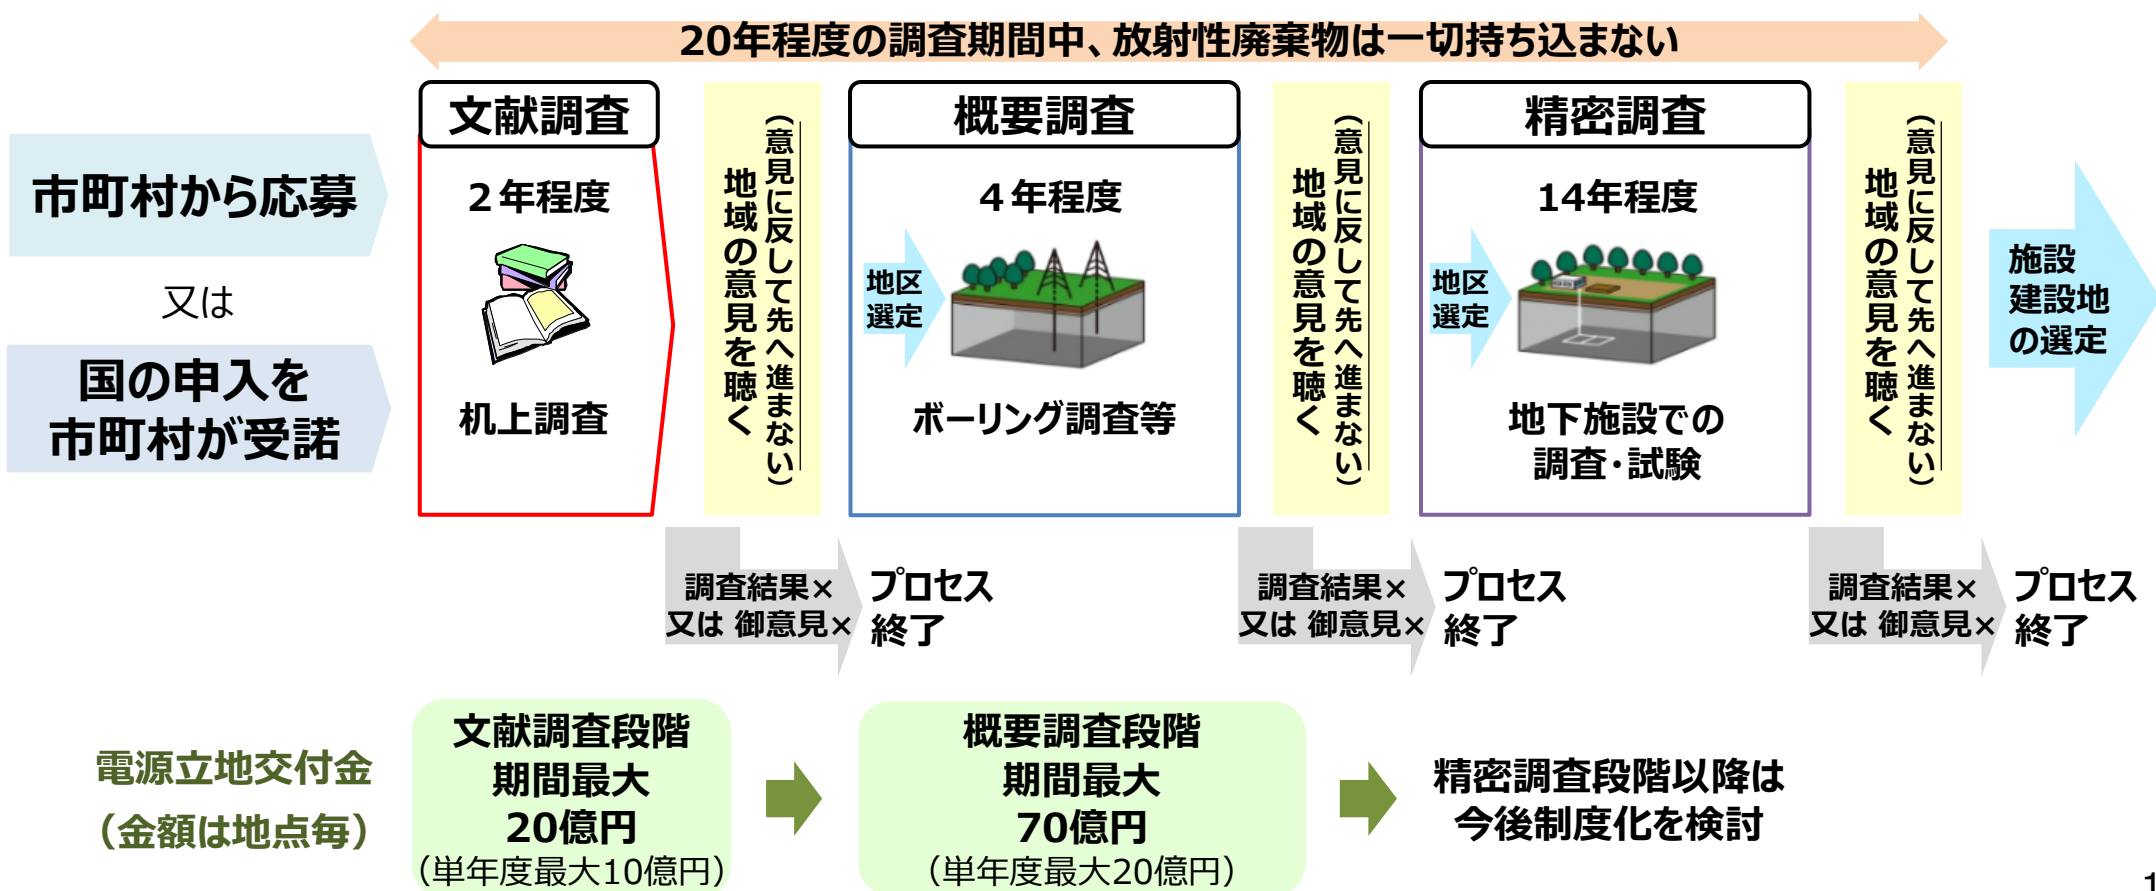 20年程度の調査期間中、放射性廃棄物は一切持ち込まない
市町村から応募
又は
国の申入を
市町村が受諾
文献調査
2年程度
机上調査
(意見に反して先へ進まない)
地域の意見を聴く
概要調査
4年程度
地区
選定
ボーリング調査等
(意見に反して先へ進まない)
地域の意見を聴く
精密調査
14年程度
地区
選定
地下施設での
調査・試験
(意見に反して先へ進まない)
地域の意見を聴く
施設
建設地
の選定
調査結果×
又は 御意見×
プロセス
終了
調査結果×
又は 御意見×
プロセス
終了
調査結果×
又は 御意見×
プロセス
終了
電源立地交付金
(金額は地点毎)
文献調査段階
期間最大
20億円
(単年度最大10億円)
概要調査段階
期間最大
70億円
(単年度最大20億円)
精密調査段階以降は
今後制度化を検討